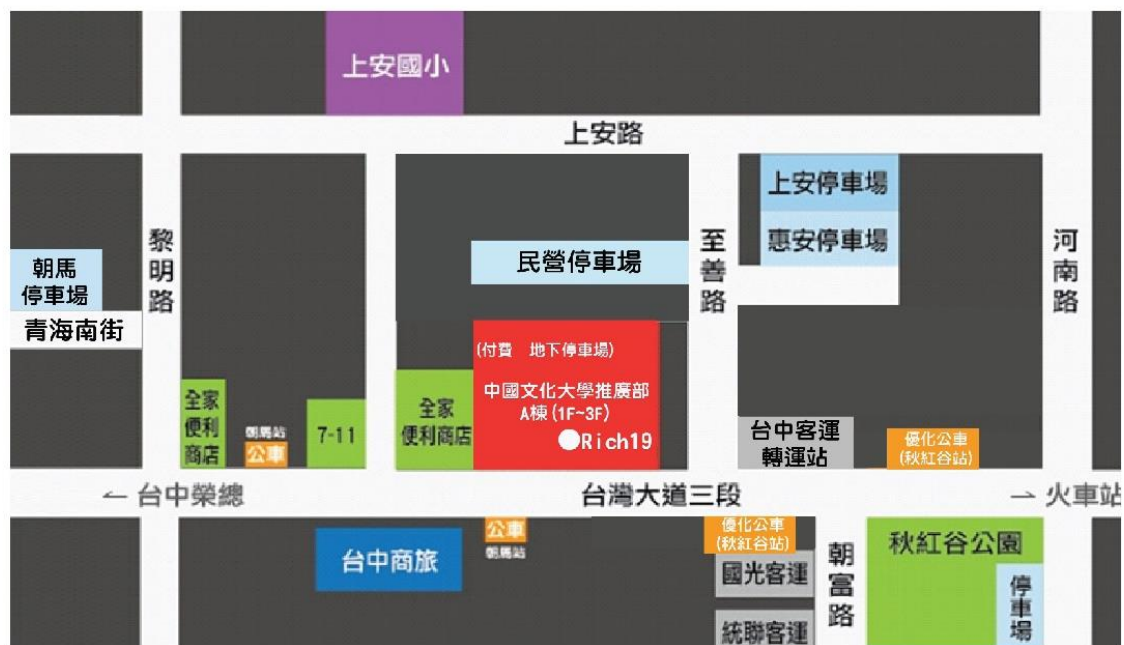 上安國小
上安路
上安停車場
惠安停車場
黎明路
至善路
河南路
朝馬
停車場
青海南街
民營停車場
(付費 地下停車場)
中國文化大學推廣部
A棟(1F~3F)
Rich19
全家
便利
商店
朝馬站
公車
7-11
全家
便利商店
台中客運
轉運站
優化公車
(秋紅谷站)
← 台中榮總
台灣大道三段
→ 火車站
台中商旅
公車
朝馬站
優化公車
(秋紅谷站)
國光客運
統聯客運
朝富路
秋紅谷公園
停車場